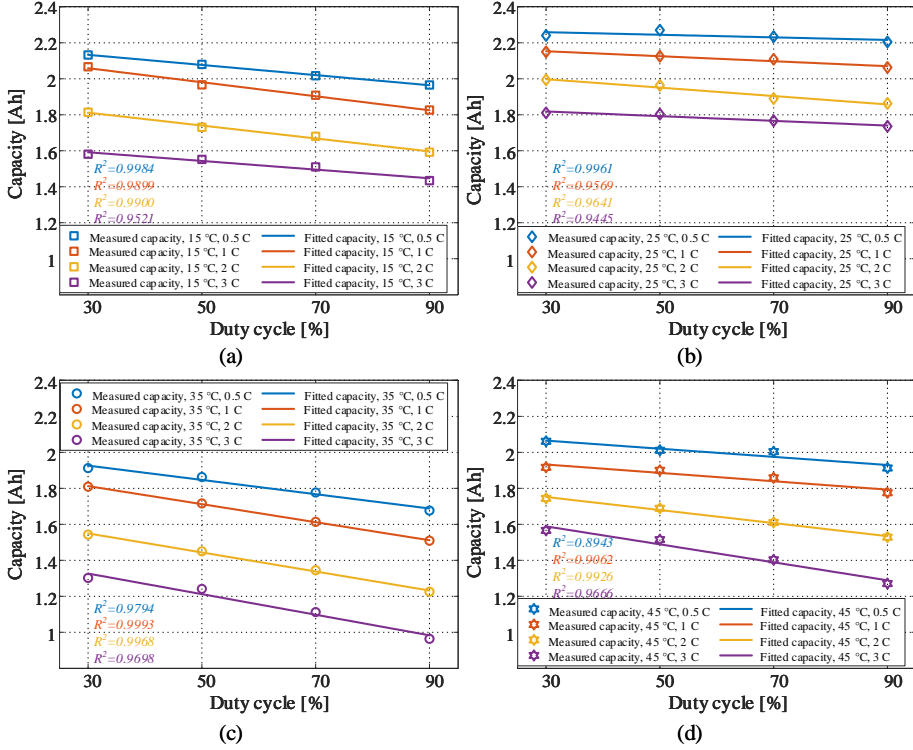 (a)
Capacity [Ah]
2.4
2.2
2
1.8
1.6
1.4
1.2
1
R²=0.9984
R²=0.9899
R²=0.9900
R²=0.9521
Measured capacity, 15 °C, 0.5 C
Fitted capacity, 15 °C, 0.5 C
Measured capacity, 15 °C, 1 C
Fitted capacity, 15 °C, 1 C
Measured capacity, 15 °C, 2 C
Fitted capacity, 15 °C, 2 C
Measured capacity, 15 °C, 3 C
Fitted capacity, 15 °C, 3 C
30 50 70 90
Duty cycle [%]
(b)
Capacity [Ah]
2.4
2.2
2
1.8
1.6
1.4
1.2
1
R²=0.9961
R²=0.9569
R²=0.9641
R²=0.9445
Measured capacity, 25 °C, 0.5 C
Fitted capacity, 25 °C, 0.5 C
Measured capacity, 25 °C, 1 C
Fitted capacity, 25 °C, 1 C
Measured capacity, 25 °C, 2 C
Fitted capacity, 25 °C, 2 C
Measured capacity, 25 °C, 3 C
Fitted capacity, 25 °C, 3 C
30 50 70 90
Duty cycle [%]
(c)
Capacity [Ah]
2.4
2.2
2
1.8
1.6
1.4
1.2
1
Measured capacity, 35 °C, 0.5 C
Fitted capacity, 35 °C, 0.5 C
Measured capacity, 35 °C, 1 C
Fitted capacity, 35 °C, 1 C
Measured capacity, 35 °C, 2 C
Fitted capacity, 35 °C, 2 C
Measured capacity, 35 °C, 3 C
Fitted capacity, 35 °C, 3 C
R²=0.9794
R²=0.9993
R²=0.9968
R²=0.9698
30 50 70 90
Duty cycle [%]
(d)
Capacity [Ah]
2.4
2.2
2
1.8
1.6
1.4
1.2
1
R²=0.8943
R²=0.9062
R²=0.9926
R²=0.9666
Measured capacity, 45 °C, 0.5 C
Fitted capacity, 45 °C, 0.5 C
Measured capacity, 45 °C, 1 C
Fitted capacity, 45 °C, 1 C
Measured capacity, 45 °C, 2 C
Fitted capacity, 45 °C, 2 C
Measured capacity, 45 °C, 3 C
Fitted capacity, 45 °C, 3 C
30 50 70 90
Duty cycle [%]